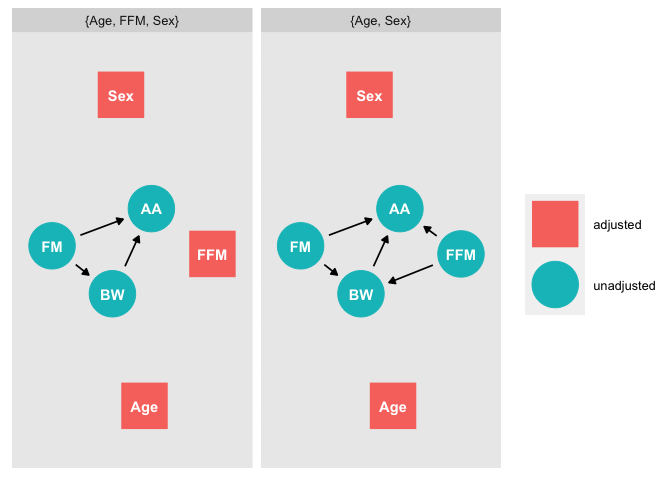 {Age, FFM, Sex}
Sex
AA
FM
FFM
BW
Age
{Age, Sex}
Sex
AA
FM
FFM
BW
Age
adjusted
unadjusted